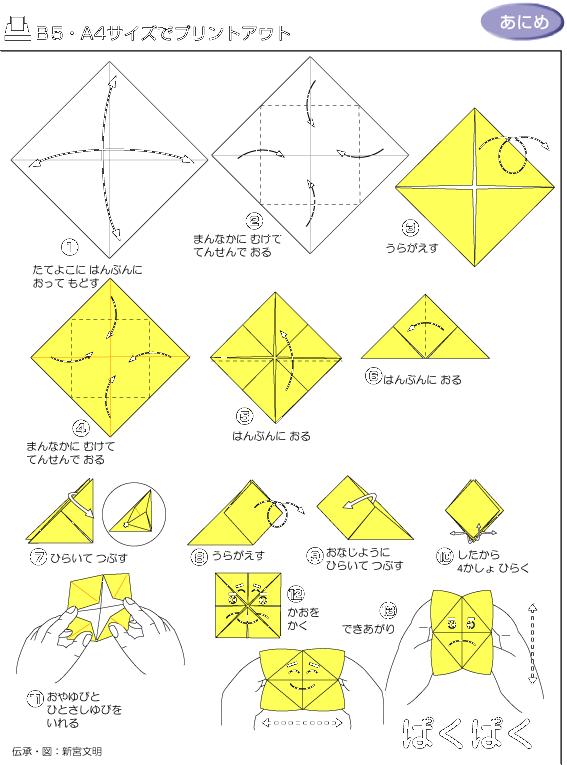 B5・A4サイズでプリントアウト
あにめ
①
たてよこに はんぶんに
おって もどす
②
まんなかに むけて
てんせんで おる
③
うらがえす
④
まんなかに むけて
てんせんで おる
⑤
はんぶんに おる
⑥はんぶんに おる
⑦ひらいて つぶす
⑧うらがえす
⑨おなじように
ひらいて つぶす
⑩したから
4かしょ ひらく
⑪おやゆびと
ひとさしゆびを
いれる
⑫
かおを
かく
⑬
できあがり
ぱくぱく
伝承・図：新宮文明